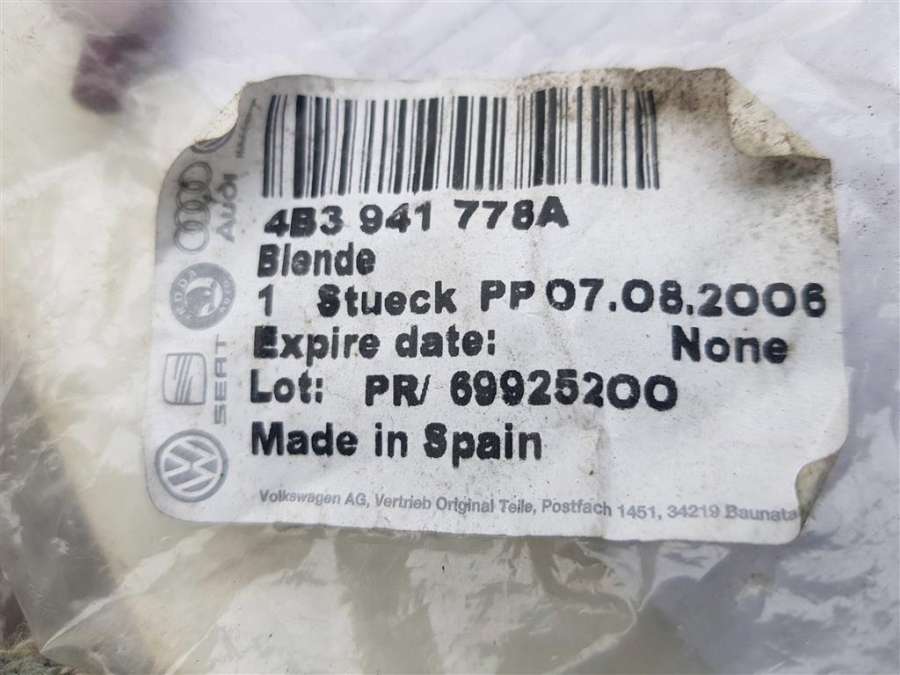 4B3 941 778A
Blende
1 Stueck PP 07.08.2006
Expire date: None
Lot: PR/ 69925200
Made in Spain
Volkswagen AG, Vertrieb Original Teile, Postfach 1451, 34219 Baunata
Audi
SEAT